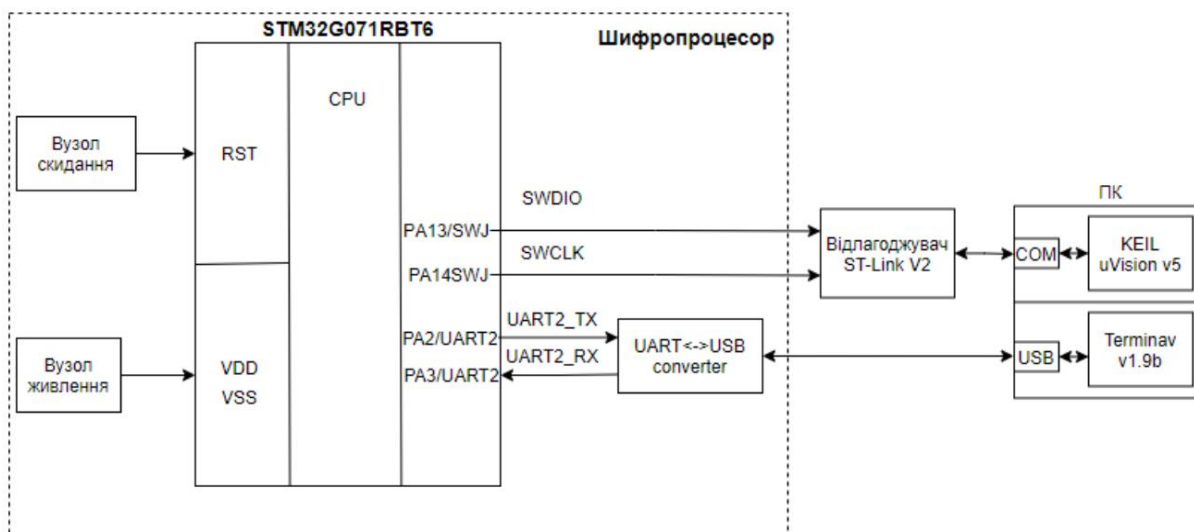 STM32G071RBT6
Шифропроцесор
CPU
Вузол
скидання
RST
ПК
SWDIO
PA13/SWJ
SWCLK
PA14SWJ
Відлагоджувач
ST-Link V2
COM
KEIL
uVision v5
UART2_TX
PA2/UART2
UART2_RX
PA3/UART2
UART<->USB
converter
USB
Terminav
v1.9b
Вузол
живлення
VDD
VSS